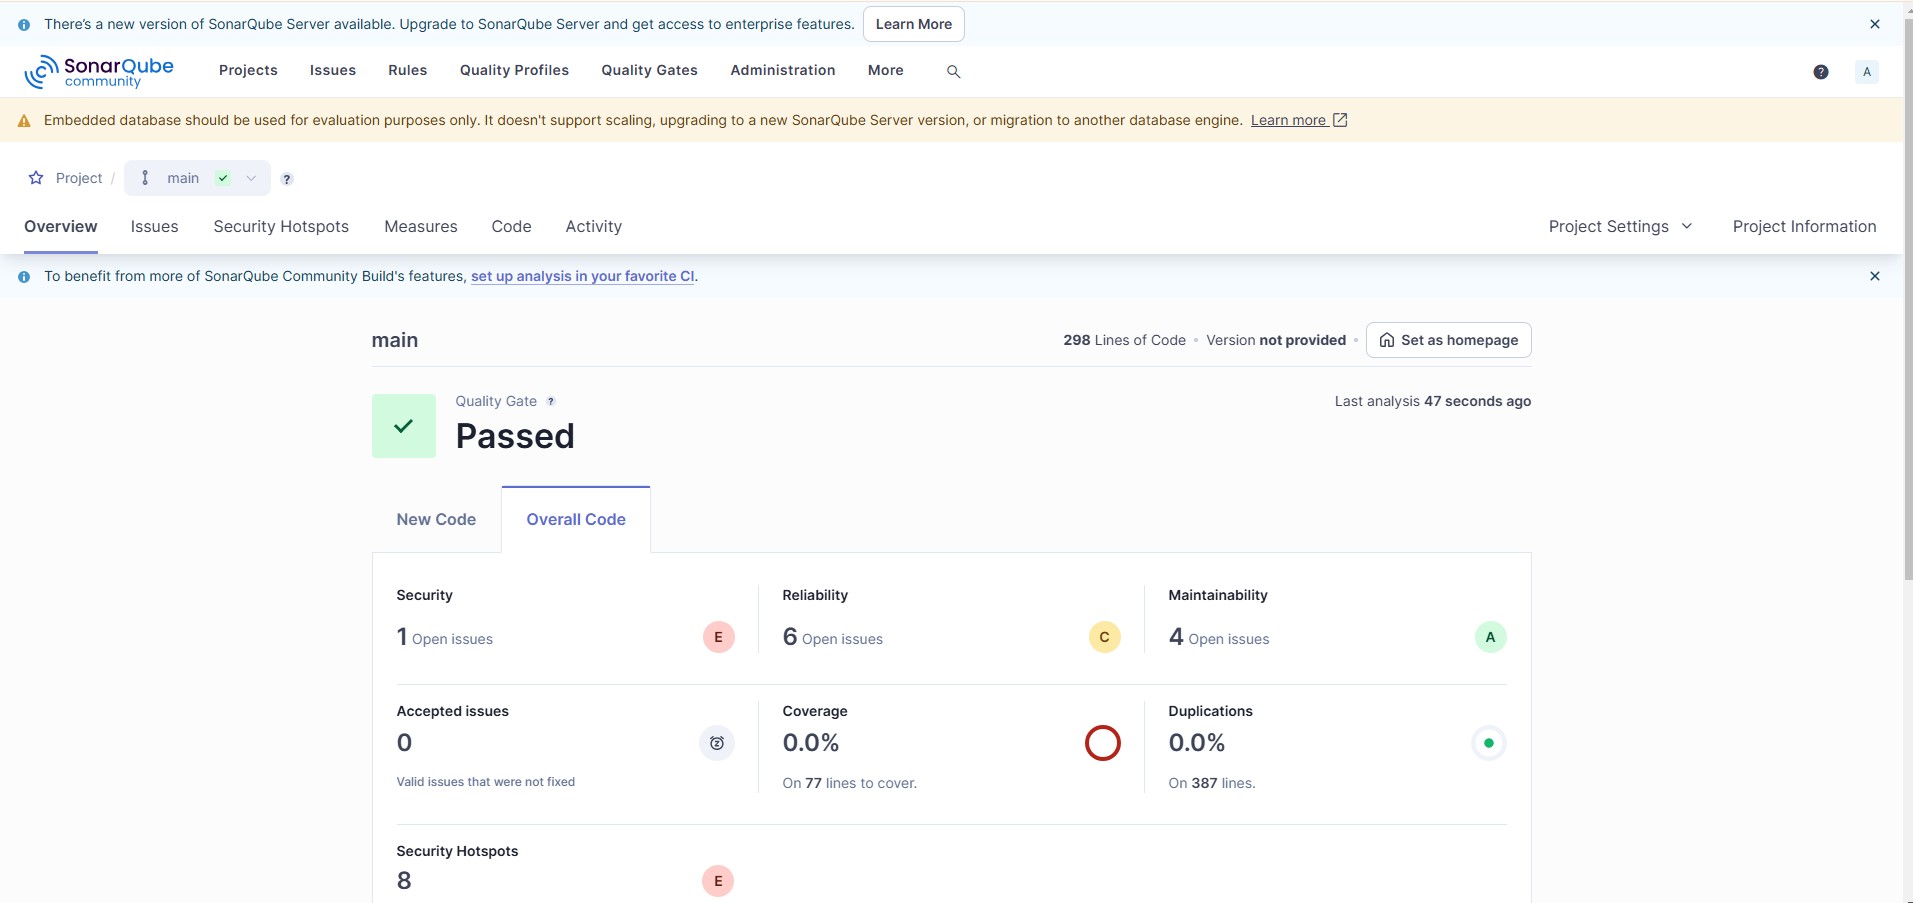 There's a new version of SonarQube Server available. Upgrade to SonarQube Server and get access to enterprise features. Learn More
SonarQube community Projects Issues Rules Quality Profiles Quality Gates Administration More ? A
Embedded database should be used for evaluation purposes only. It doesn't support scaling, upgrading to a new SonarQube Server version, or migration to another database engine. Learn more
Project / main ?
Overview Issues Security Hotspots Measures Code Activity Project Settings Project Information
To benefit from more of SonarQube Community Build's features, set up analysis in your favorite CI.
main 298 Lines of Code • Version not provided • Set as homepage
Quality Gate ? Last analysis 47 seconds ago
Passed
New Code Overall Code
Security Reliability Maintainability
1 Open issues E 6 Open issues C 4 Open issues A
Accepted issues Coverage Duplications
0 0.0% 0.0%
Valid issues that were not fixed On 77 lines to cover. On 387 lines.
Security Hotspots
8 E